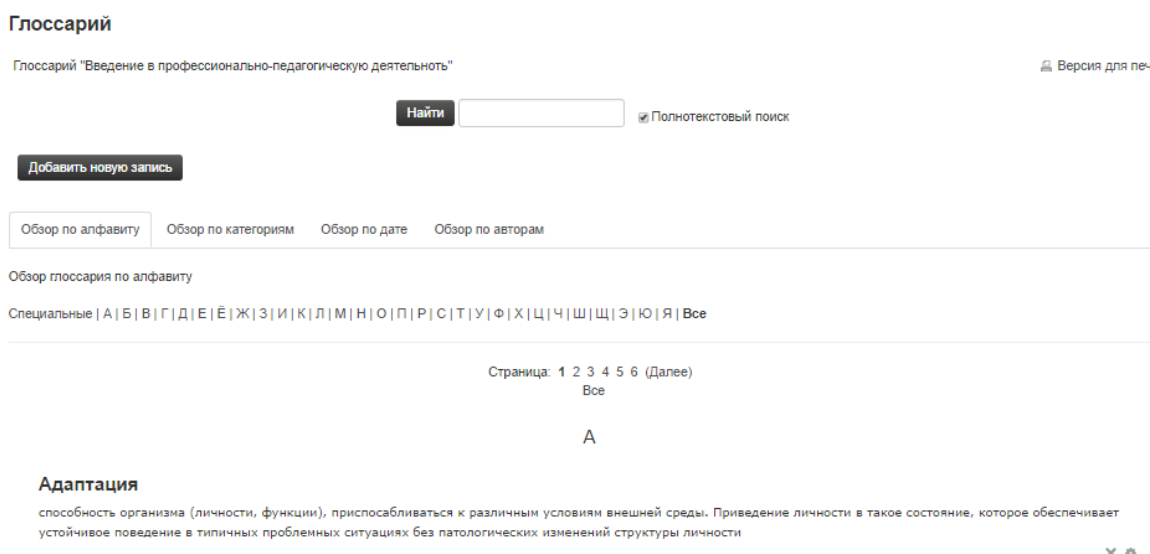 Глоссарий
Глоссарий "Введение в профессионально-педагогическую деятельноть"
Версия для печ
Найти
Полнотекстовый поиск
Добавить новую запись
Обзор по алфавиту Обзор по категориям Обзор по дате Обзор по авторам
Обзор глоссария по алфавиту
Специальные | А | Б | В | Г | Д | Е | Ё | Ж | З | И | К | Л | М | Н | О | П | Р | С | Т | У | Ф | Х | Ц | Ч | Ш | Щ | Э | Ю | Я | Все
Страница: 1 2 3 4 5 6 (Далее)
Все
А
Адаптация
способность организма (личности, функции), приспосабливаться к различным условиям внешней среды. Приведение личности в такое состояние, которое обеспечивает
устойчивое поведение в типичных проблемных ситуациях без патологических изменений структуры личности